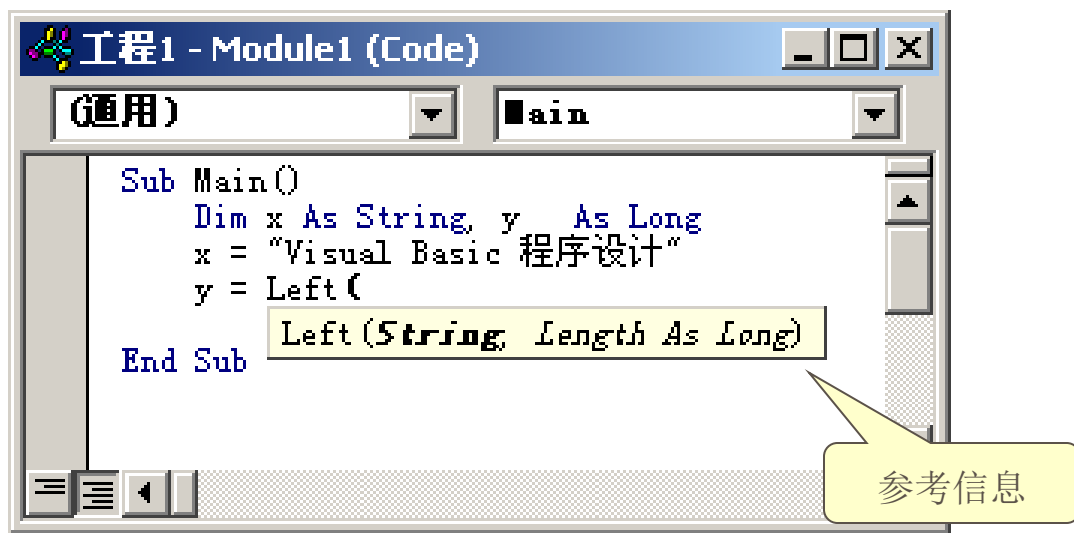 工程1 - Module1 (Code)
(通用) Main
Sub Main()
Dim x As String, y As Long
x = "Visual Basic 程序设计"
y = Left(
Left(String, Length As Long)
End Sub
参考信息